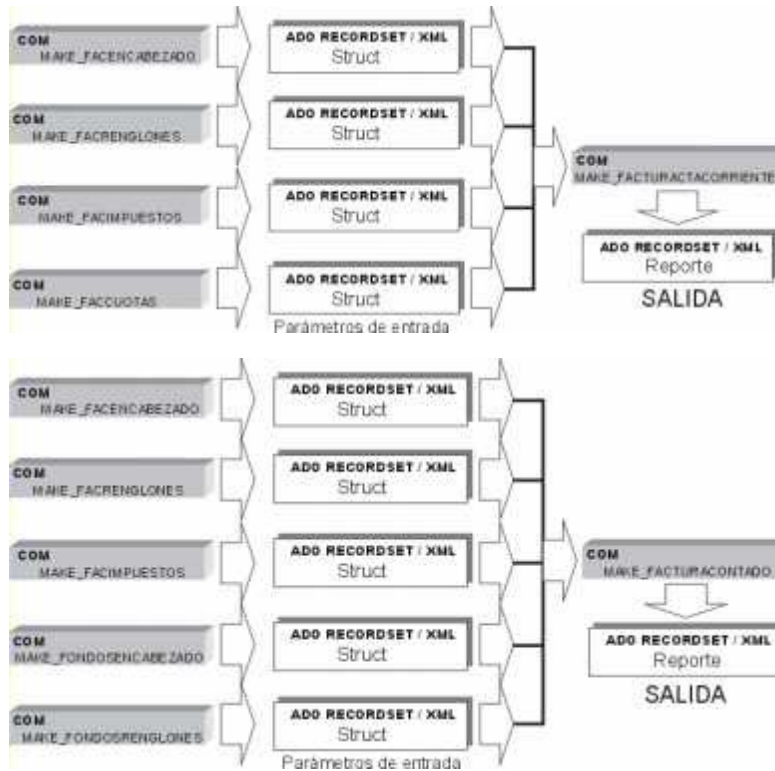 COM
MAKE_FACENCABEZADO
ADO RECORDSET / XML
Struct
COM
MAKE_FACRENGLONES
ADO RECORDSET / XML
Struct
COM
MAKE_FACIMPUESTOS
ADO RECORDSET / XML
Struct
COM
MAKE_FACCUOTAS
ADO RECORDSET / XML
Struct
Parámetros de entrada
COM
MAKE_FACTURACTACORRIENTE
ADO RECORDSET / XML
Reporte
SALIDA
COM
MAKE_FACENCABEZADO
ADO RECORDSET / XML
Struct
COM
MAKE_FACRENGLONES
ADO RECORDSET / XML
Struct
COM
MAKE_FACIMPUESTOS
ADO RECORDSET / XML
Struct
COM
MAKE_FONDOSENCABEZADO
ADO RECORDSET / XML
Struct
COM
MAKE_FONDOSRENGLONES
ADO RECORDSET / XML
Struct
Parámetros de entrada
COM
MAKE_FACTURACONTADO
ADO RECORDSET / XML
Reporte
SALIDA